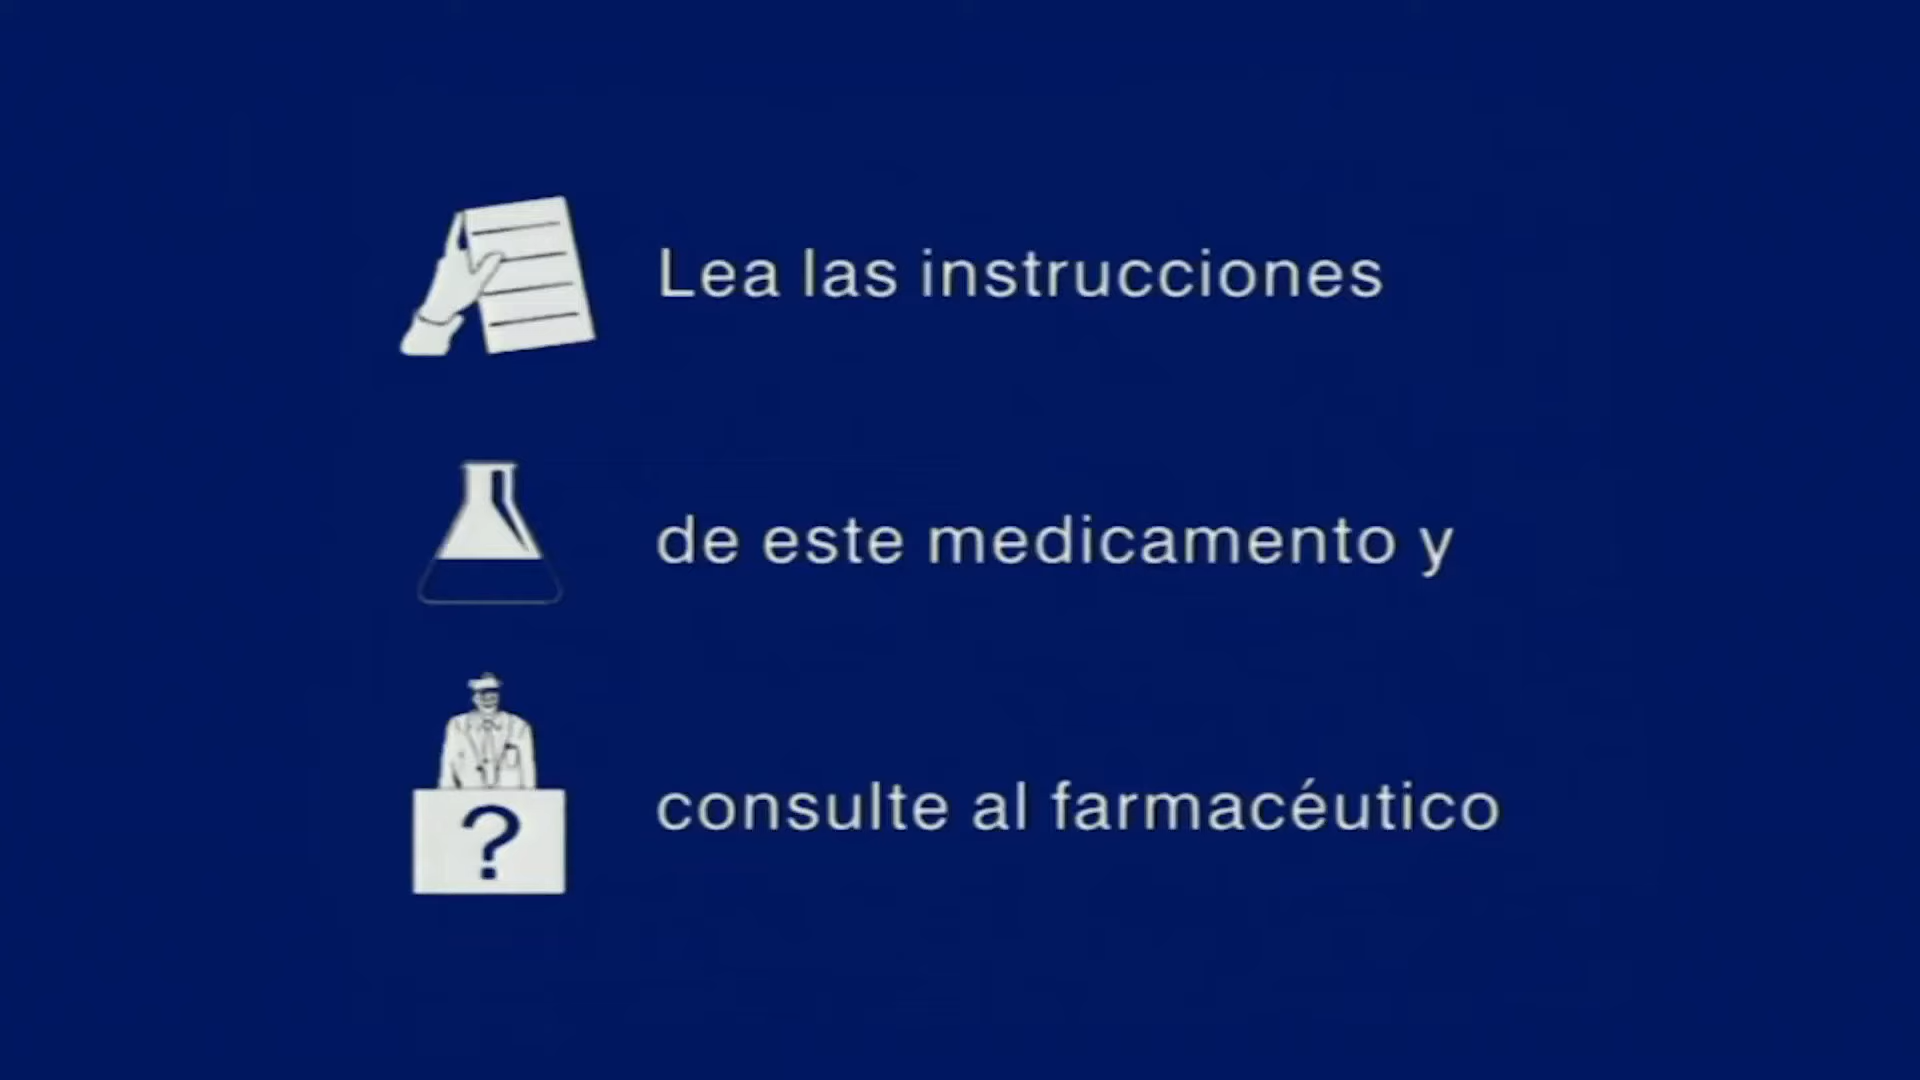 Lea las instrucciones
de este medicamento y
consulte al farmacéutico
?